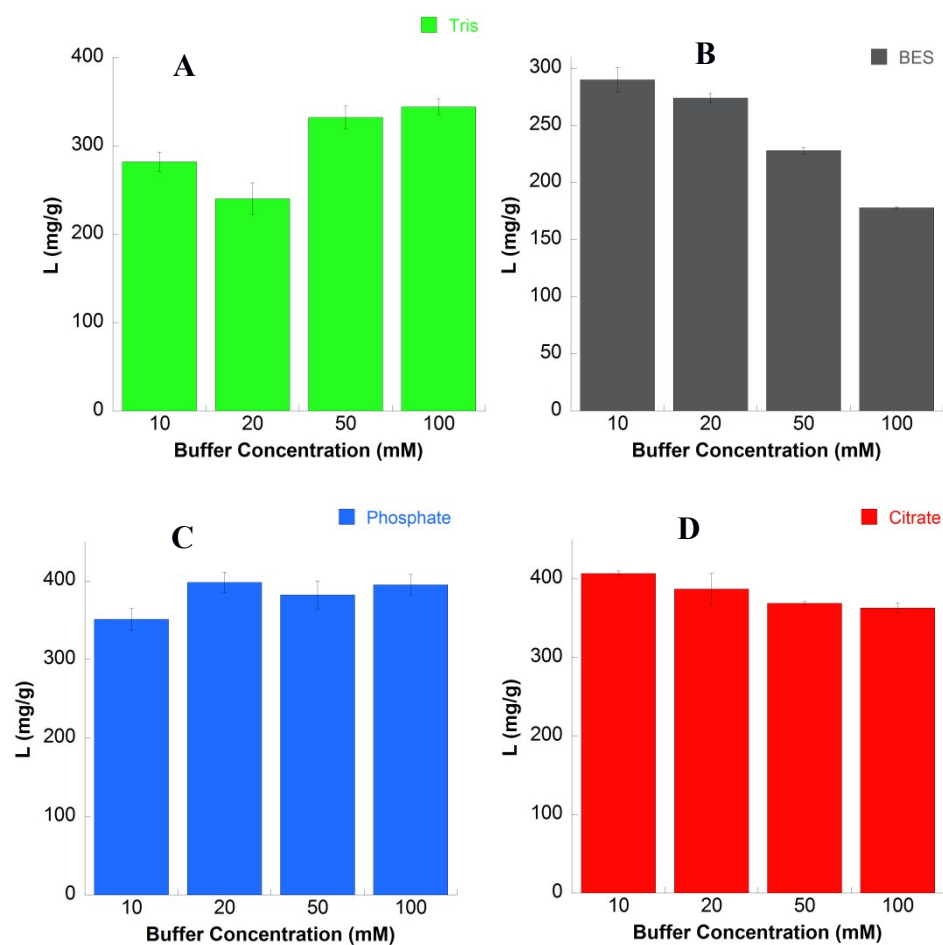 Tris
A
400
300
200
100
0
L (mg/g)
10 20 50 100
Buffer Concentration (mM)
BES
B
300
250
200
150
100
50
0
L (mg/g)
10 20 50 100
Buffer Concentration (mM)
Phosphate
C
400
300
200
100
0
L (mg/g)
10 20 50 100
Buffer Concentration (mM)
Citrate
D
400
300
200
100
0
L (mg/g)
10 20 50 100
Buffer Concentration (mM)